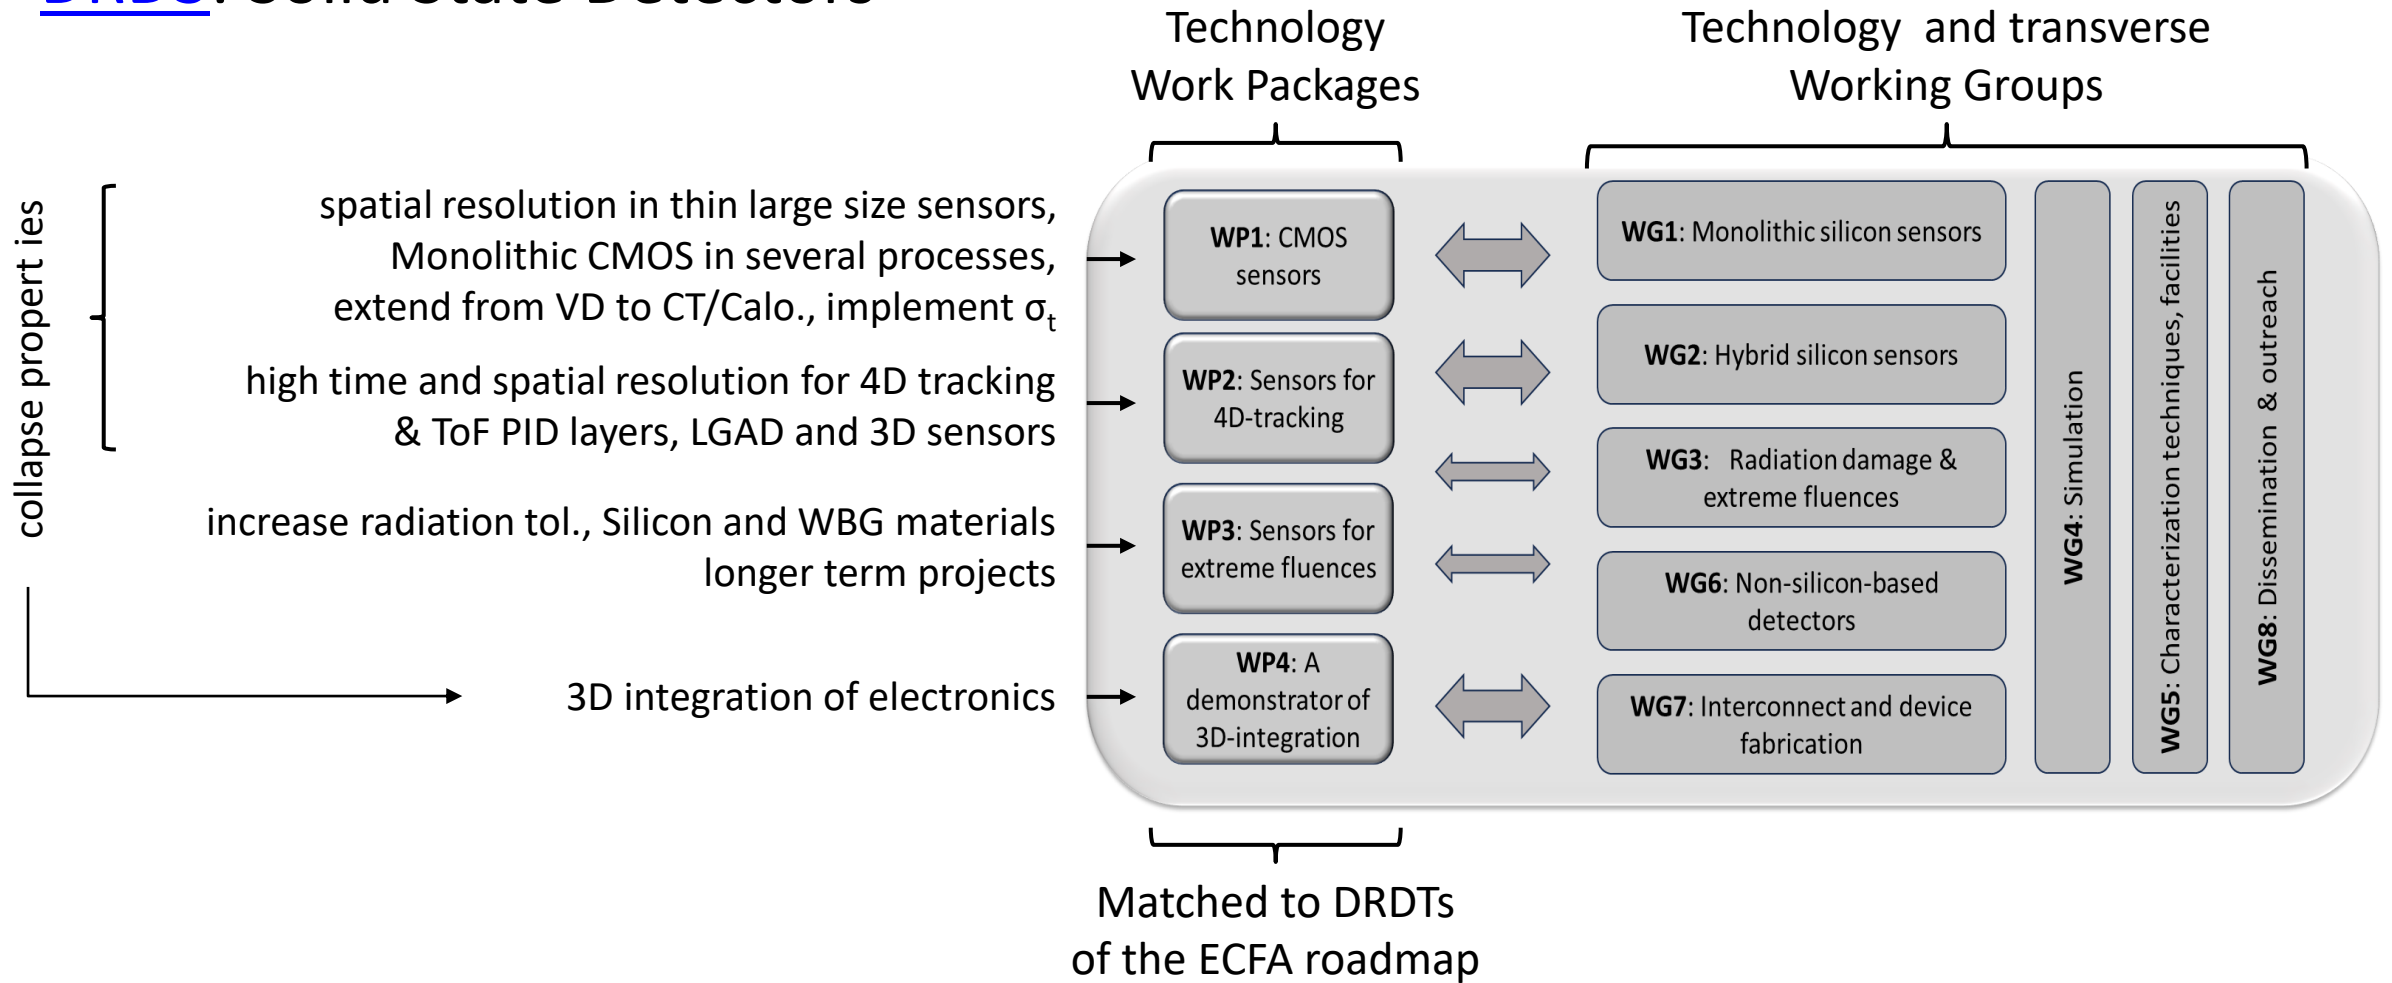 : Solid State Detectors
Technology
Work Packages
Technology and transverse
Working Groups
collapse propert ies
spatial resolution in thin large size sensors,
Monolithic CMOS in several processes,
extend from VD to CT/Calo., implement σt
high time and spatial resolution for 4D tracking
& ToF PID layers, LGAD and 3D sensors
increase radiation tol., Silicon and WBG materials
longer term projects
3D integration of electronics
WP1: CMOS
sensors
WP2: Sensors for
4D-tracking
WP3: Sensors for
extreme fluences
WP4: A
demonstrator of
3D-integration
WG1: Monolithic silicon sensors
WG2: Hybrid silicon sensors
WG3: Radiation damage &
extreme fluences
WG6: Non-silicon-based
detectors
WG7: Interconnect and device
fabrication
WG4: Simulation
WG5: Characterization techniques, facilities
WG8: Dissemination & outreach
Matched to DRDTs
of the ECFA roadmap